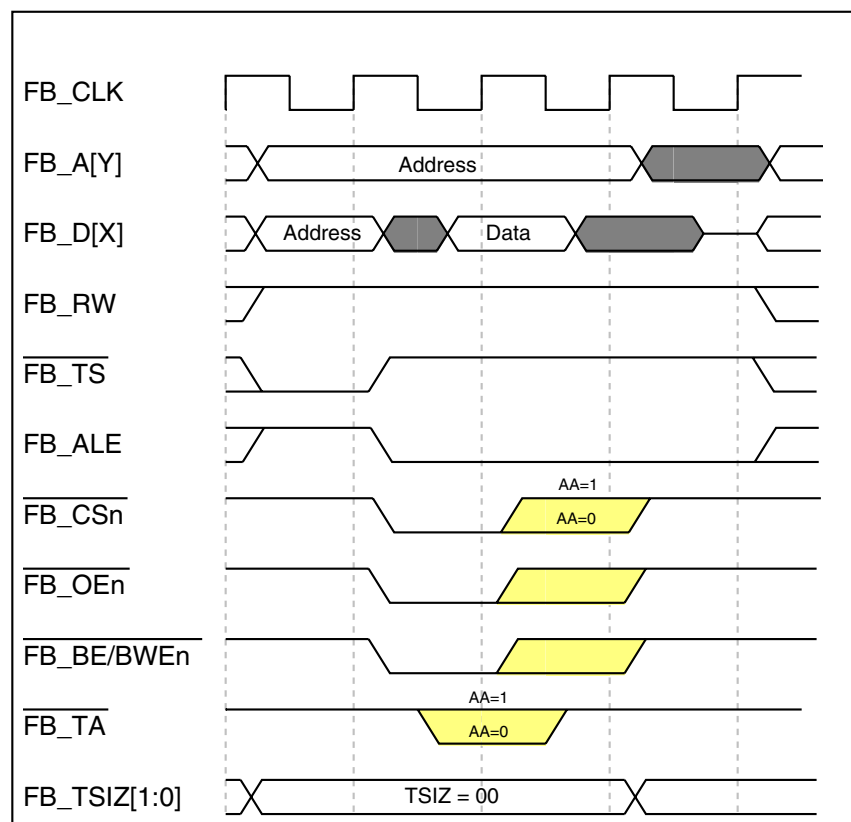 FB_CLK
FB_A[Y] Address
FB_D[X] Address Data
FB_RW
FB_TS
FB_ALE
AA=1
FB_CSn AA=0
FB_OEn
FB_BE/BWEn
AA=1
FB_TA AA=0
FB_TSIZ[1:0] TSIZ = 00